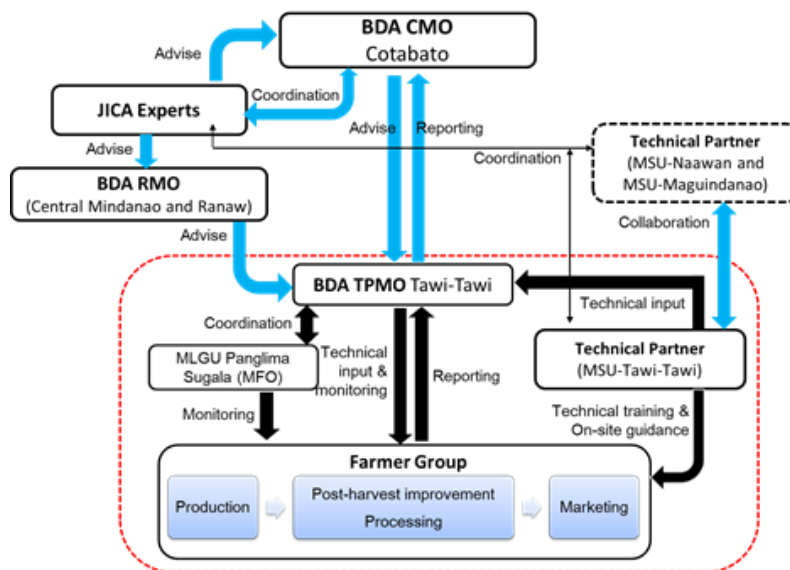 BDA CMO
Cotabato
Advise
Coordination
JICA Experts
Advise
Reporting
Technical Partner
(MSU-Naawan and
MSU-Maguindanao)
Coordination
Advise
BDA RMO
(Central Mindanao and Ranaw)
Collaboration
Advise
BDA TPMO Tawi-Tawi
Technical input
Coordination
MLGU Panglima
Sugala (MFO)
Technical
input &
monitoring
Reporting
Technical Partner
(MSU-Tawi-Tawi)
Monitoring
Technical training &
On-site guidance
Farmer Group
Production
Post-harvest improvement
Processing
Marketing